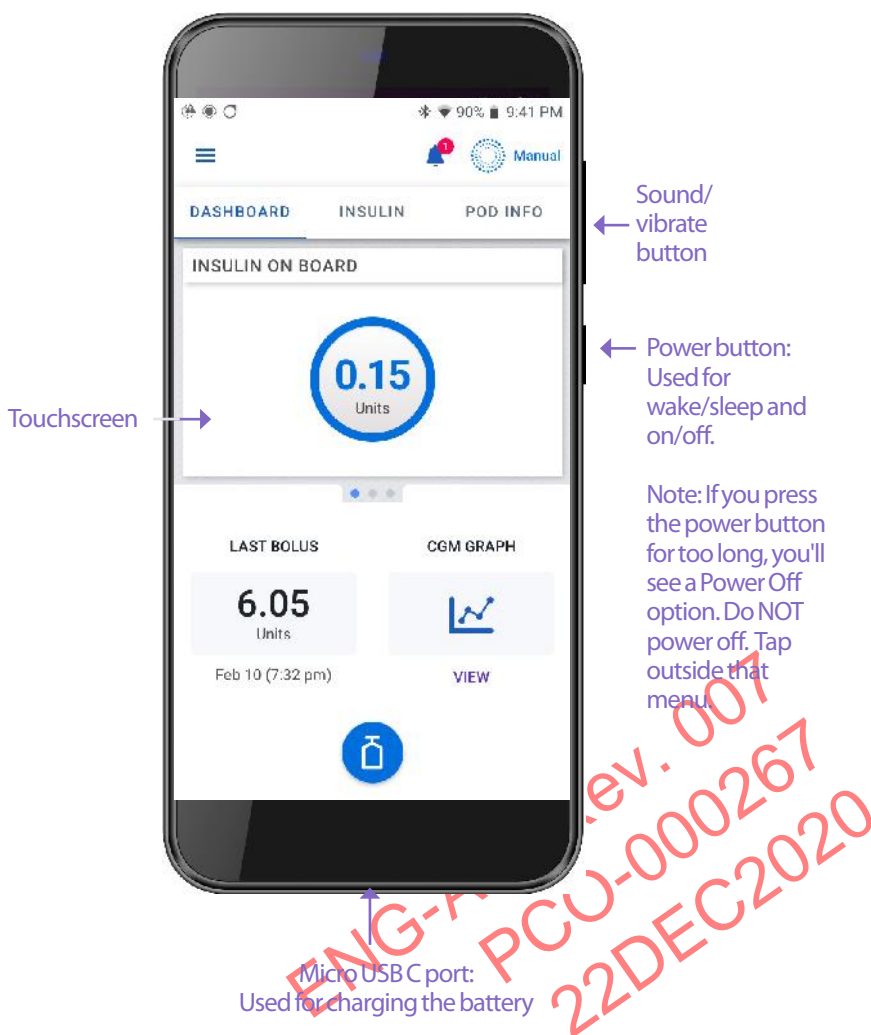 90% 9:41 PM
1
Manual
DASHBOARD INSULIN POD INFO
INSULIN ON BOARD
0.15
Units
LAST BOLUS CGM GRAPH
6.05
Units
Feb 10 (7:32 pm) VIEW
Touchscreen
Sound/
vibrate
button
Power button:
Used for
wake/sleep and
on/off.
Note: If you press
the power button
for too long, you'll
see a Power Off
option. Do NOT
power off. Tap
outside that
menu.
Micro USB C port:
Used for charging the battery
Rev. 007
PCO-000267
22DEC2020